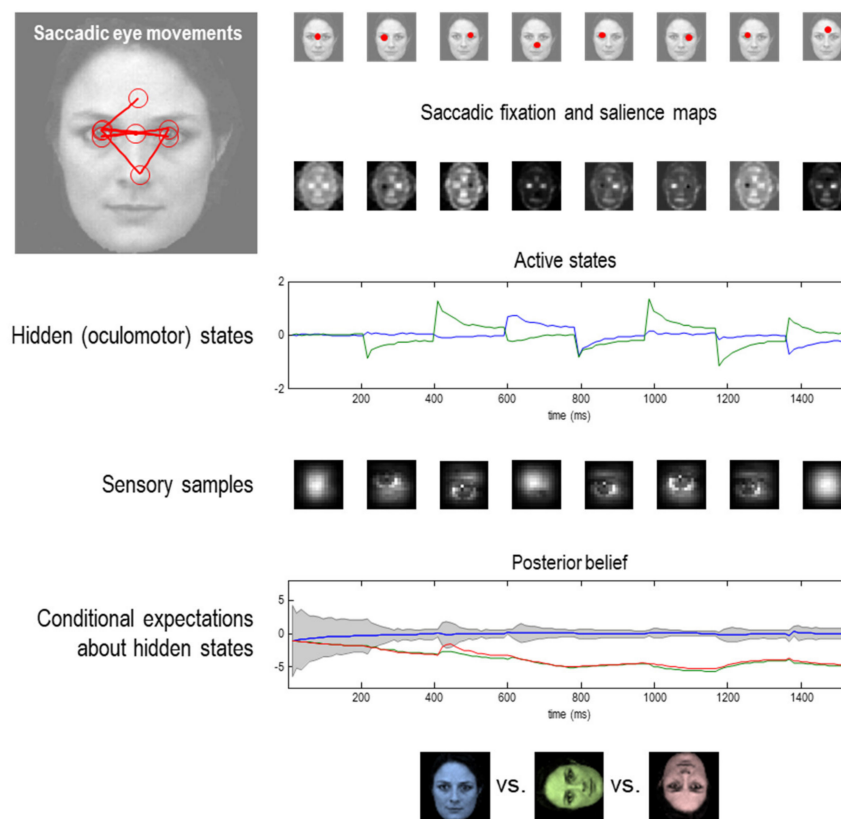 Saccadic eye movements
Saccadic fixation and salience maps
Active states
Hidden (oculomotor) states
2
0
-2
200 400 600 800 1000 1200 1400
time (ms)
Sensory samples
Posterior belief
Conditional expectations
about hidden states
5
0
-5
200 400 600 800 1000 1200 1400
time (ms)
vs. vs.